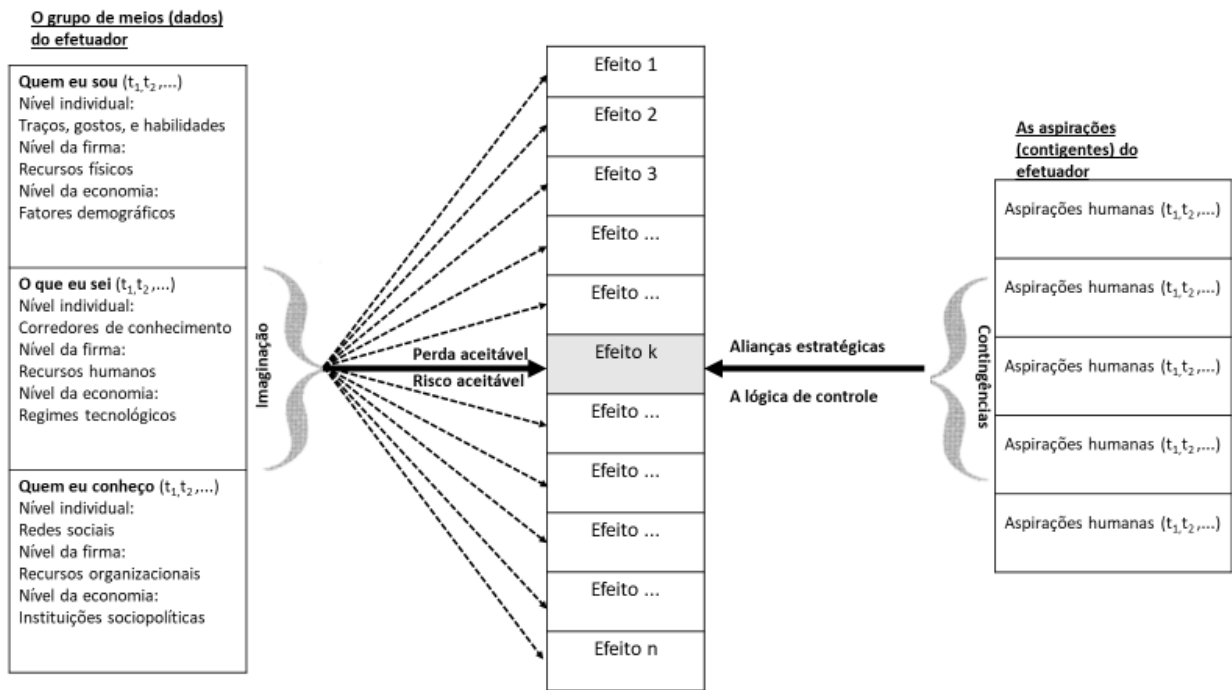 O grupo de meios (dados)
do efetuador
Quem eu sou (t1,t2,...)
Nível individual:
Traços, gostos, e habilidades
Nível da firma:
Recursos físicos
Nível da economia:
Fatores demográficos
O que eu sei (t1,t2,...)
Nível individual:
Corredores de conhecimento
Nível da firma:
Recursos humanos
Nível da economia:
Regimes tecnológicos
Quem eu conheço (t1,t2,...)
Nível individual:
Redes sociais
Nível da firma:
Recursos organizacionais
Nível da economia:
Instituições sociopolíticas
Imaginação
Perda aceitável
Risco aceitável
Efeito 1
Efeito 2
Efeito 3
Efeito ...
Efeito ...
Efeito k
Efeito ...
Efeito ...
Efeito ...
Efeito ...
Efeito n
Alianças estratégicas
A lógica de controle
Contingências
As aspirações
(contigentes) do
efetuador
Aspirações humanas (t1,t2,...)
Aspirações humanas (t1,t2,...)
Aspirações humanas (t1,t2,...)
Aspirações humanas (t1,t2,...)
Aspirações humanas (t1,t2,...)